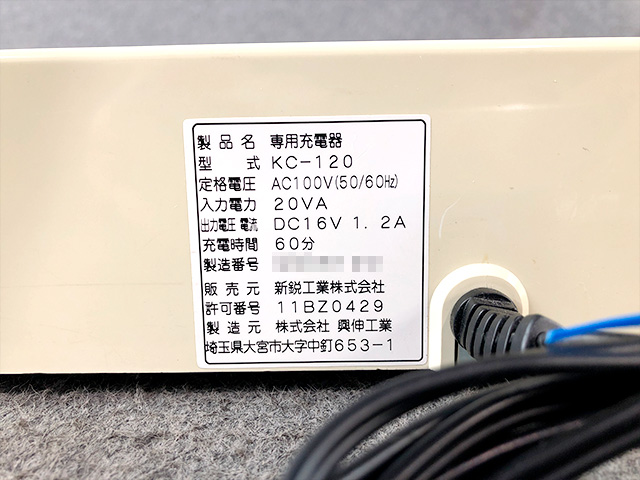 製品名 専用充電器
型式 KC-120
定格電圧 AC100V(50/60Hz)
入力電力 20VA
出力電圧 電流 DC16V 1.2A
充電時間 60分
製造番号
販売元 新鋭工業株式会社
許可番号 11BZ0429
製造元 株式会社 興伸工業
埼玉県大宮市大字中釘653-1